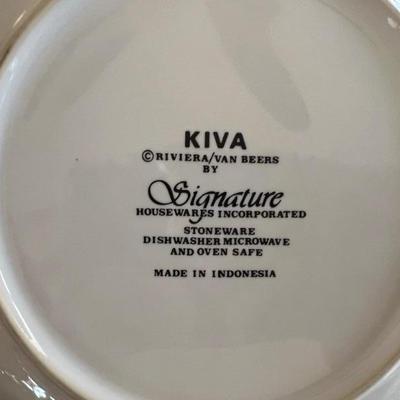 KIVA
©RIVIERA/VAN BEERS
BY
Signature
HOUSEWARES INCORPORATED
STONEWARE
DISHWASHER MICROWAVE
AND OVEN SAFE
MADE IN INDONESIA